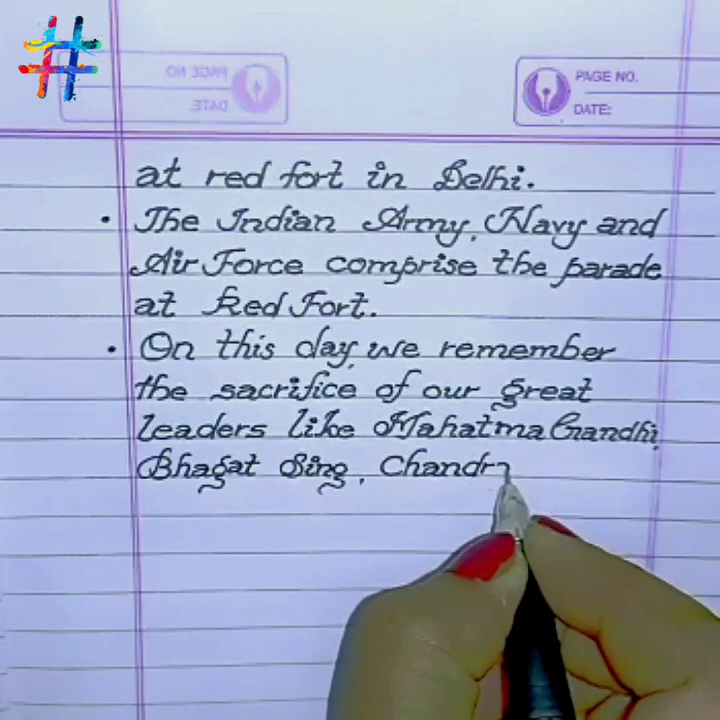 PAGE NO.
DATE:
at red fort in Delhi.
• The Indian Army, Navy and
Air Force comprise the parade
at Red Fort.
• On this day, we remember
the sacrifice of our great
leaders like Mahatma Gandhi,
Bhagat Sing, Chandr